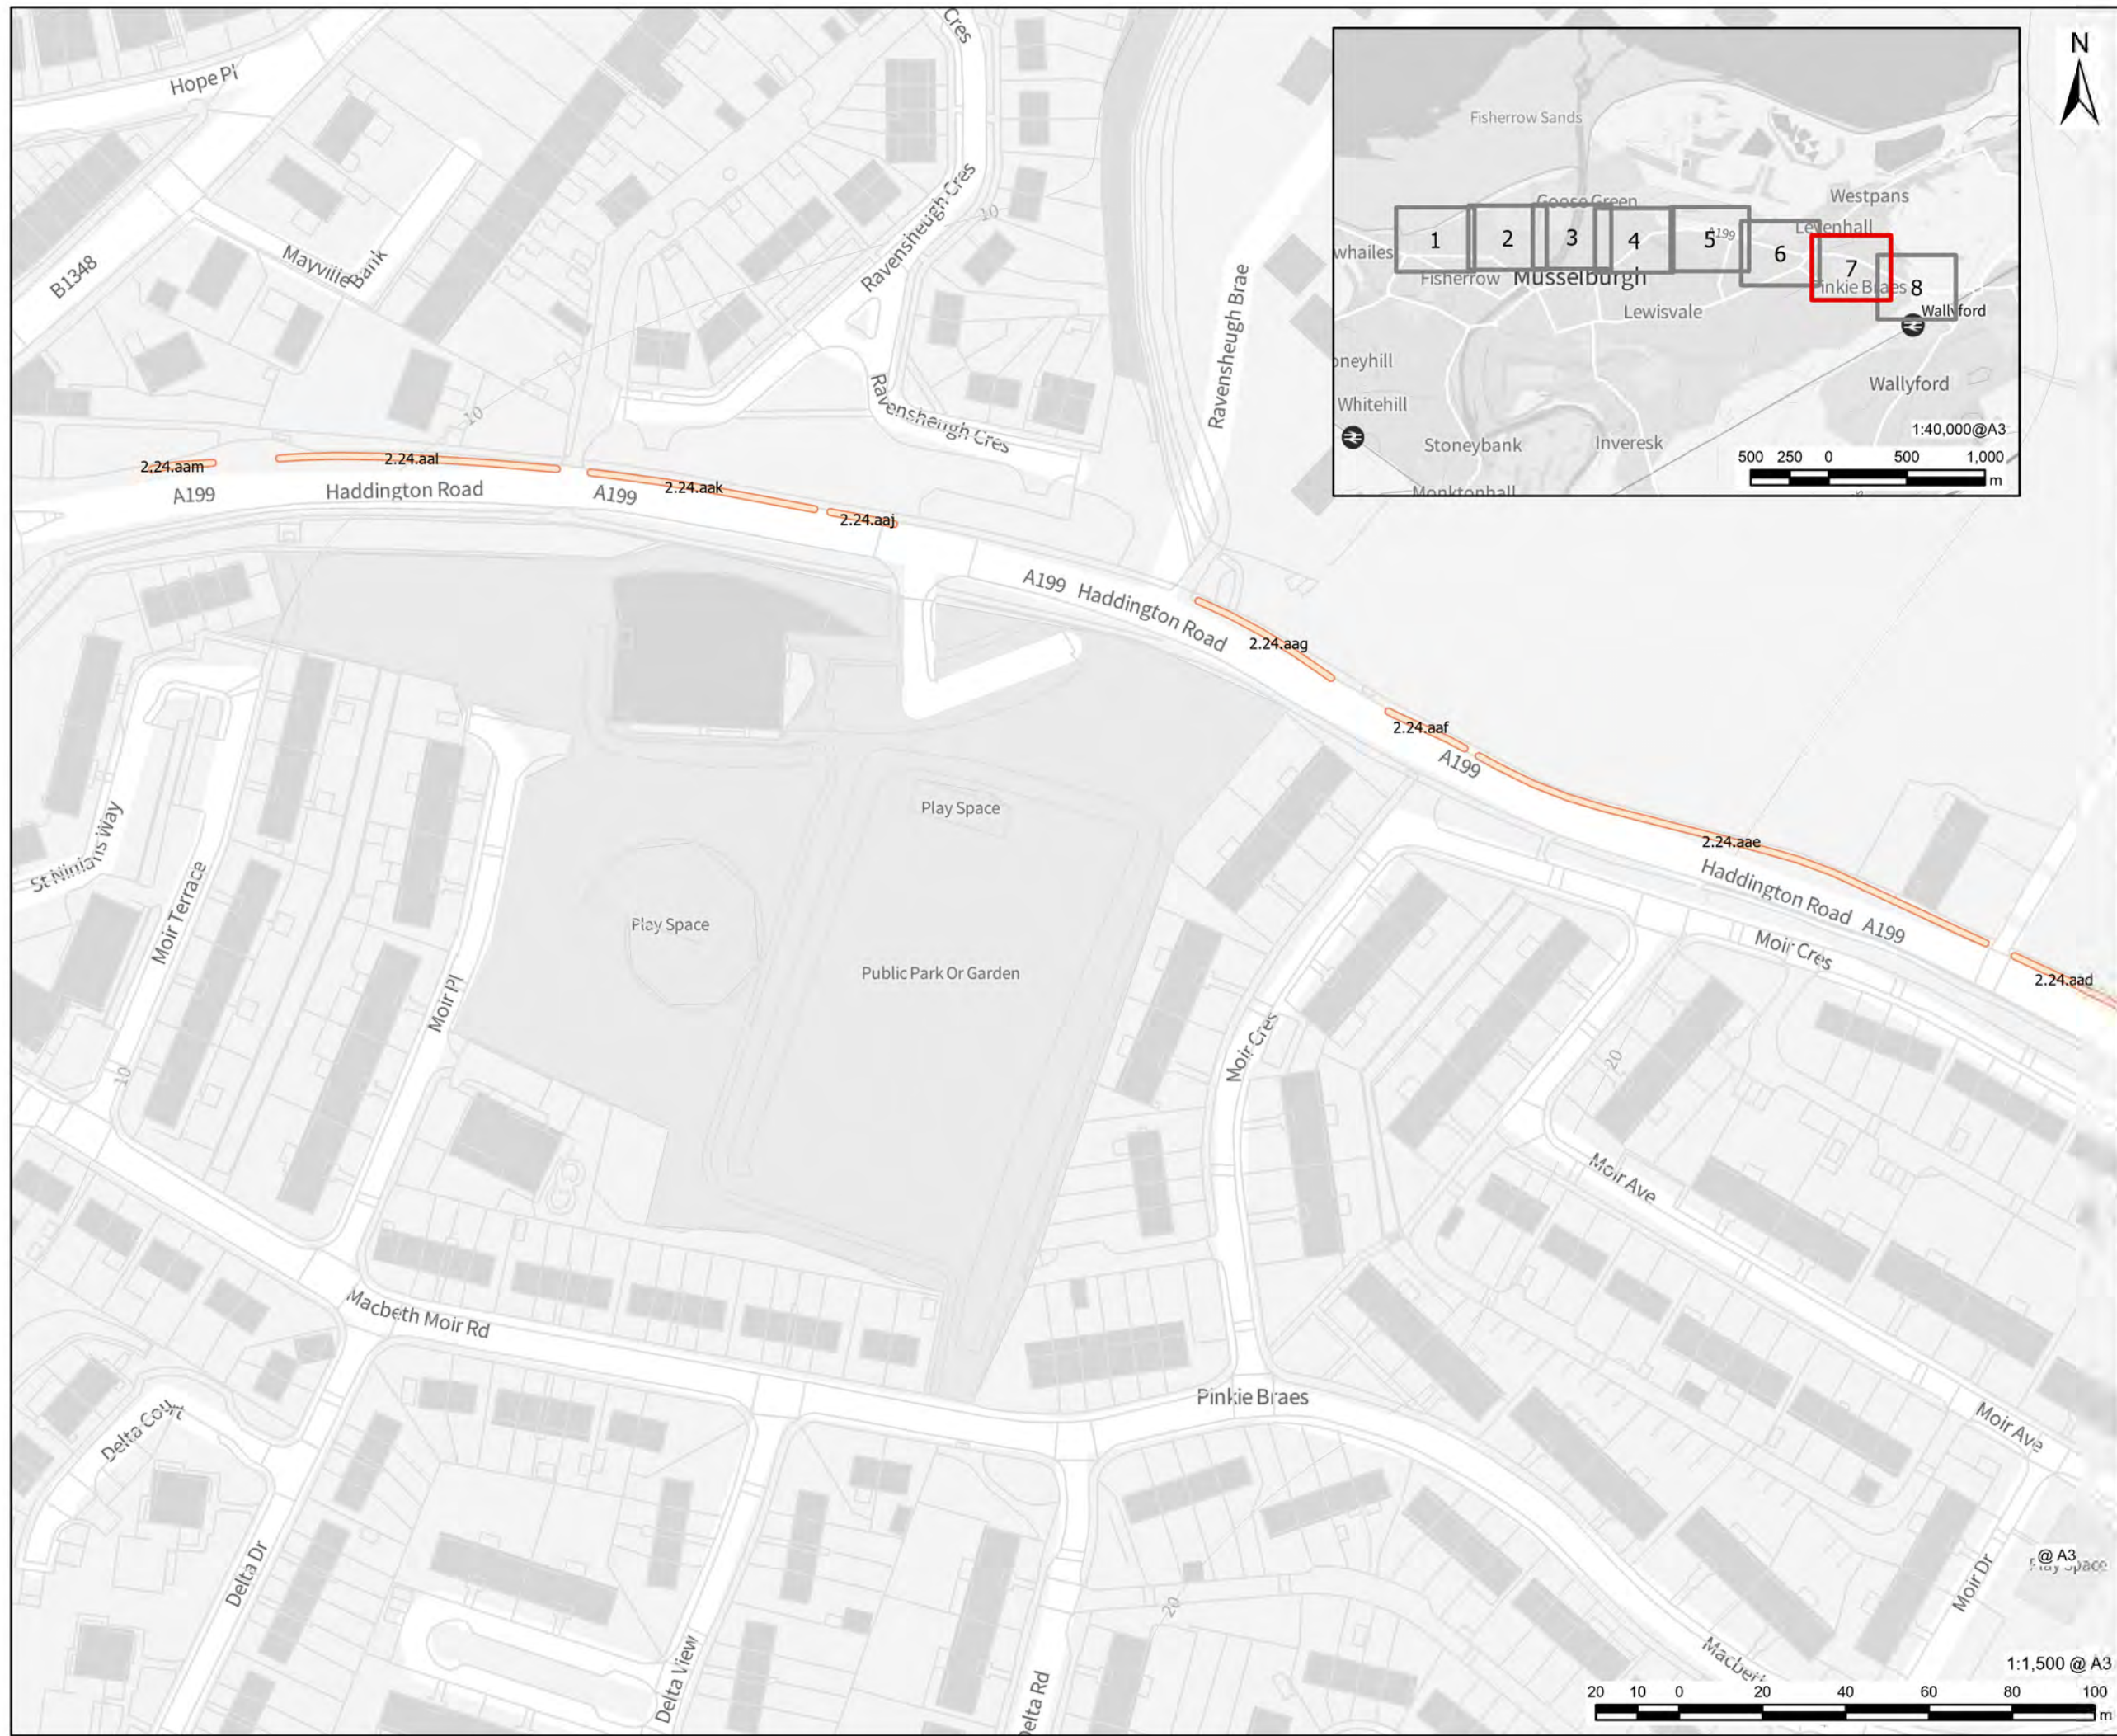 Hope Pl
Cres
N
B1348
Mayville Bank
Ravensheugh Cres
10
Ravensheugh Brae
Ravensheugh Cres
10
Fisherrow Sands
Goose Green
Westpans
A199
Levenhall
1
2
3
4
5
6
7
8
whailes
Fisherrow
Musselburgh
Pinkie Braes
Wallyford
Lewisvale
oneyhill
Whitehill
Wallyford
Stoneybank
Inveresk
Monktonhall
1:40,000@A3
500 250 0 500 1,000
m
2.24.aam
2.24.aal
2.24.aak
2.24.aaj
A199
Haddington Road
A199
A199 Haddington Road
2.24.aag
2.24.aaf
A199
2.24.aae
Haddington Road A199
2.24.aad
Play Space
Play Space
Public Park Or Garden
St Ninians Way
Moir Terrace
Moir Pl
10
Moir Cres
Moir Cres
20
Moir Ave
Macbeth Moir Rd
Pinkie Braes
Moir Ave
Delta Court
Delta Dr
Delta View
Delta Rd
20
Moir Dr
@ A3
Play Space
1:1,500 @ A3
20 10 0 20 40 60 80 100
m